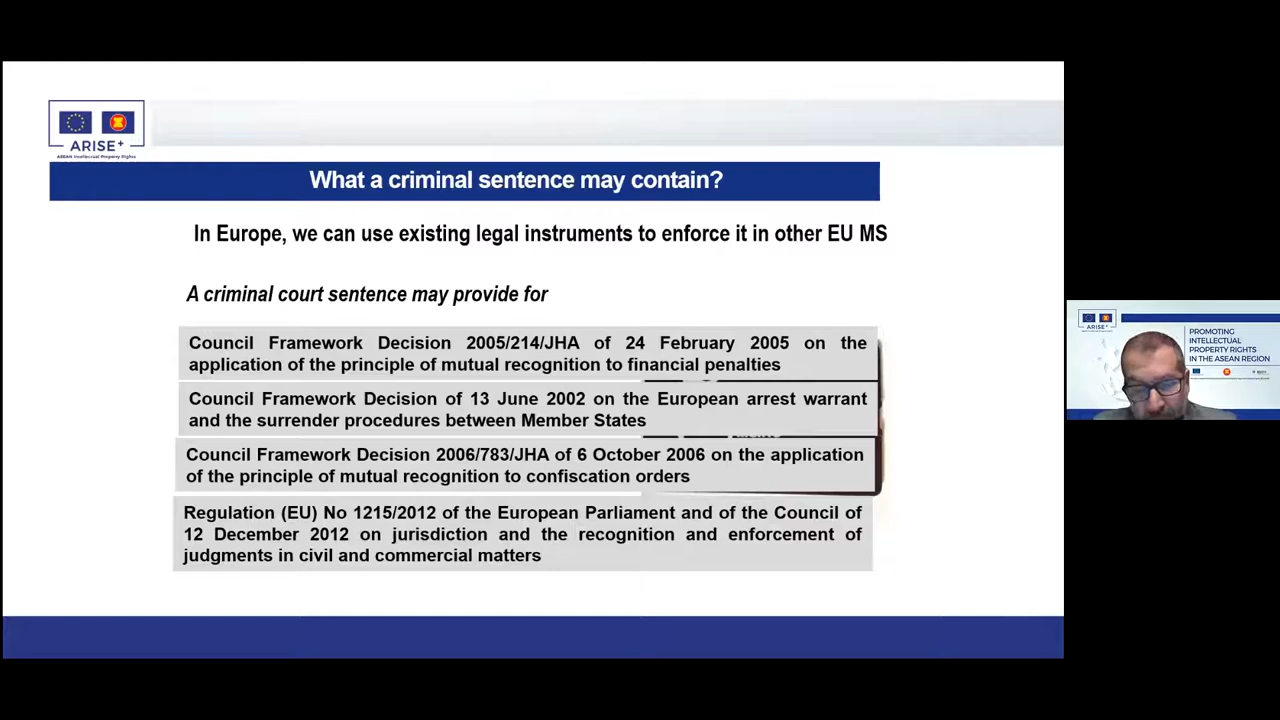 ARISE+
ASEAN Intellectual Property Rights
What a criminal sentence may contain?
In Europe, we can use existing legal instruments to enforce it in other EU MS
A criminal court sentence may provide for
Council Framework Decision 2005/214/JHA of 24 February 2005 on the
application of the principle of mutual recognition to financial penalties
Council Framework Decision of 13 June 2002 on the European arrest warrant
and the surrender procedures between Member States
Council Framework Decision 2006/783/JHA of 6 October 2006 on the application
of the principle of mutual recognition to confiscation orders
Regulation (EU) No 1215/2012 of the European Parliament and of the Council of
12 December 2012 on jurisdiction and the recognition and enforcement of
judgments in civil and commercial matters
ARISE+
PROMOTING
INTELLECTUAL
PROPERTY RIGHTS
IN THE ASEAN REGION